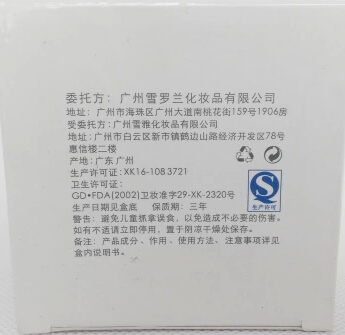 委托方：广州雪罗兰化妆品有限公司
地址：广州市海珠区广州大道南桃花街159号1906房
受委托方：广州雪雅化妆品有限公司
地址：广州市白云区新市镇鹤边山路经济开发区78号
惠信楼二楼
产地：广东 广州
生产许可证：XK16-108 3721
卫生许可证：
GD·FDA(2002)卫妆准字29-XK-2320号
生产日期见盒底 保质期：三年
警告：避免儿童抓拿误食，以免造成不必要的伤害。
如有不适请立即停用，置于阴凉干燥处保存。
备注：产品成分、作用、使用方法、注意事项详见
盒内说明书。
QS
生产许可